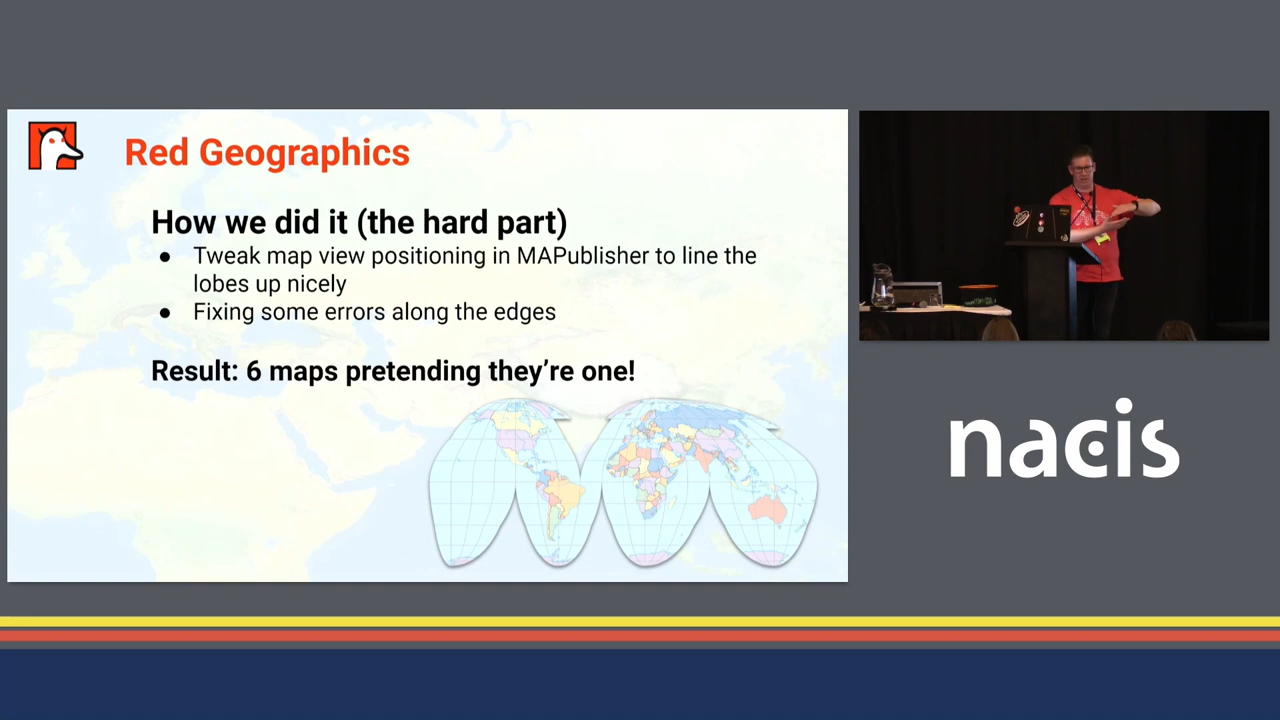 Red Geographics
How we did it (the hard part)
● Tweak map view positioning in MAPublisher to line the
lobes up nicely
● Fixing some errors along the edges
Result: 6 maps pretending they're one!
nacis